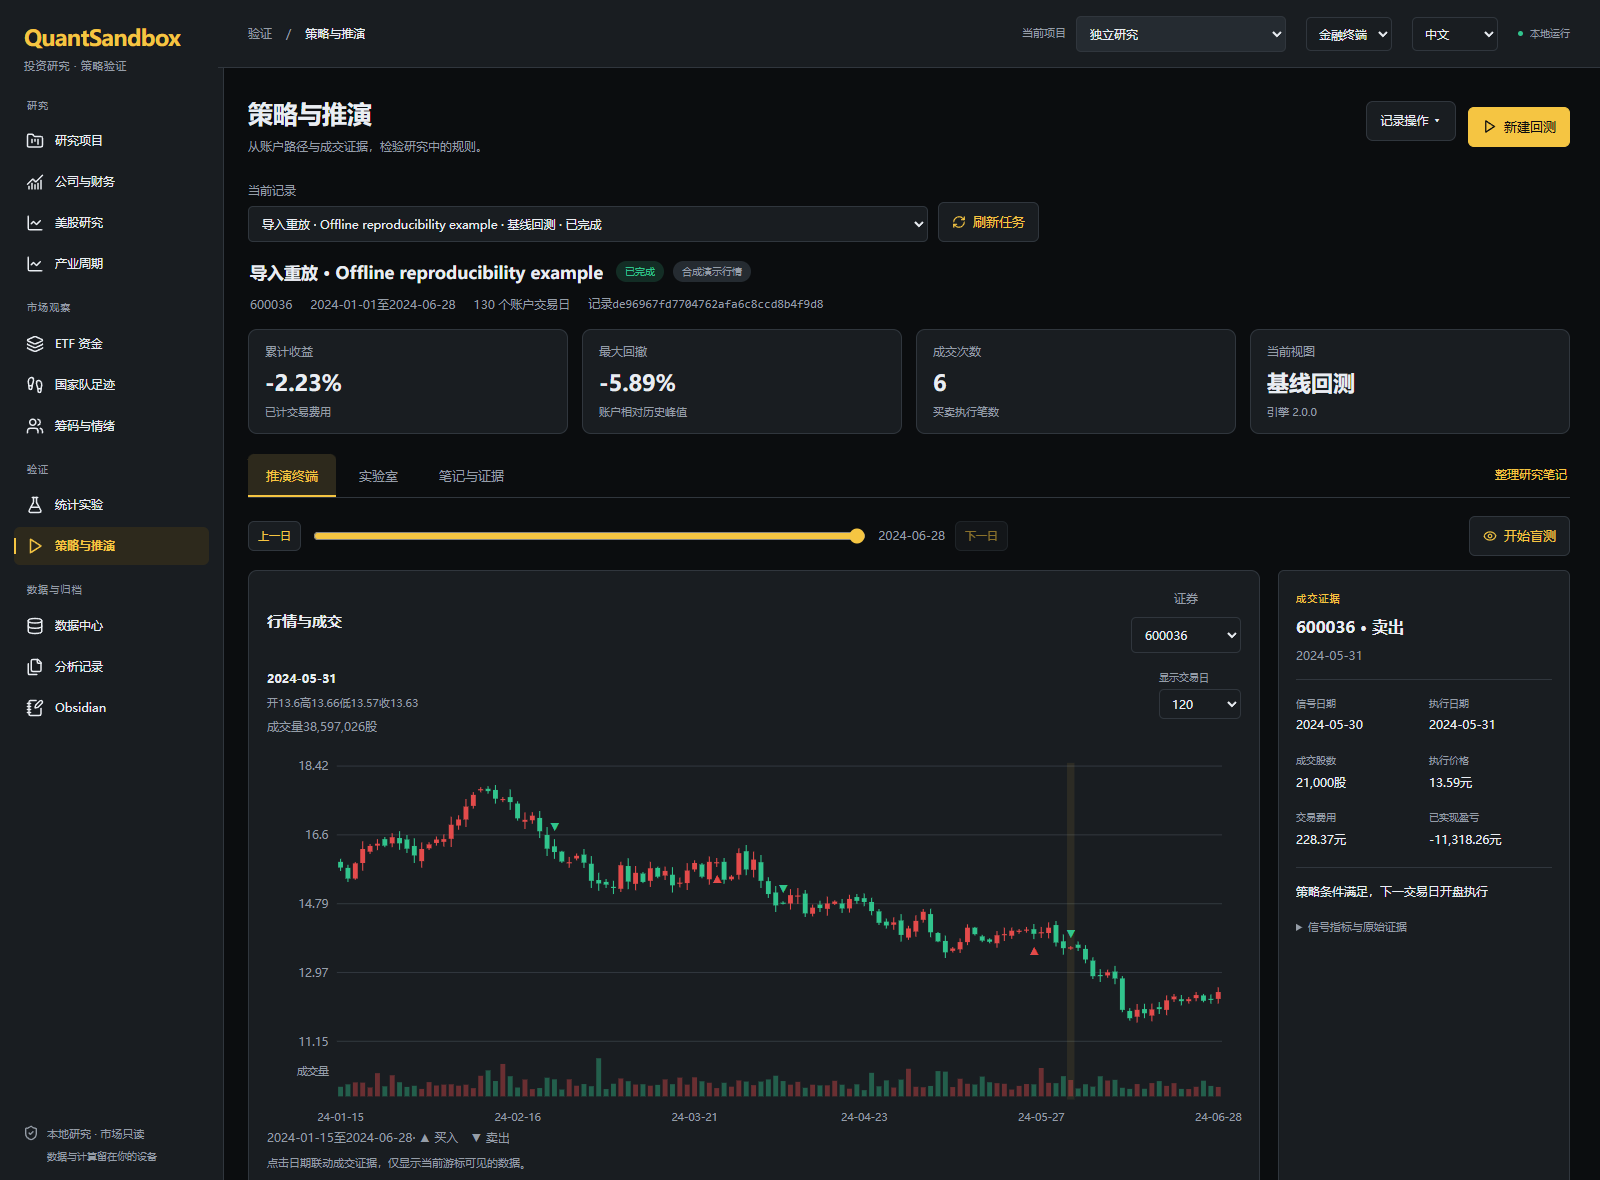 QuantSandbox
投资研究 · 策略验证
研究
研究项目
公司与财务
美股研究
产业周期
市场观察
ETF 资金
国家队足迹
筹码与情绪
验证
统计实验
策略与推演
数据与归档
数据中心
分析记录
Obsidian
本地研究 · 市场只读
数据与计算留在你的设备
验证 / 策略与推演
当前项目 独立研究 金融终端 中文 本地运行
策略与推演
从账户路径与成交证据，检验研究中的规则。
记录操作
新建回测
当前记录
导入重放 · Offline reproducibility example · 基线回测 · 已完成
刷新任务
导入重放 • Offline reproducibility example 已完成 合成演示行情
600036 2024-01-01至2024-06-28 130 个账户交易日 记录de96967fd7704762afa6c8ccd8b4f9d8
累计收益
-2.23%
已计交易费用
最大回撤
-5.89%
账户相对历史峰值
成交次数
6
买卖执行笔数
当前视图
基线回测
引擎 2.0.0
推演终端 实验室 笔记与证据 整理研究笔记
上一日 2024-06-28 下一日 开始盲测
行情与成交
证券
600036
2024-05-31
开13.6高13.66低13.57收13.63
成交量38,597,026股
显示交易日
120
18.42
16.6
14.79
12.97
11.15
成交量
24-01-15 24-02-16 24-03-21 24-04-23 24-05-27 24-06-28
2024-01-15至2024-06-28· ▲ 买入 ▼ 卖出
点击日期联动成交证据，仅显示当前游标可见的数据。
成交证据
600036 • 卖出
2024-05-31
信号日期 执行日期
2024-05-30 2024-05-31
成交股数 执行价格
21,000股 13.59元
交易费用 已实现盈亏
228.37元 -11,318.26元
策略条件满足，下一交易日开盘执行
▶ 信号指标与原始证据